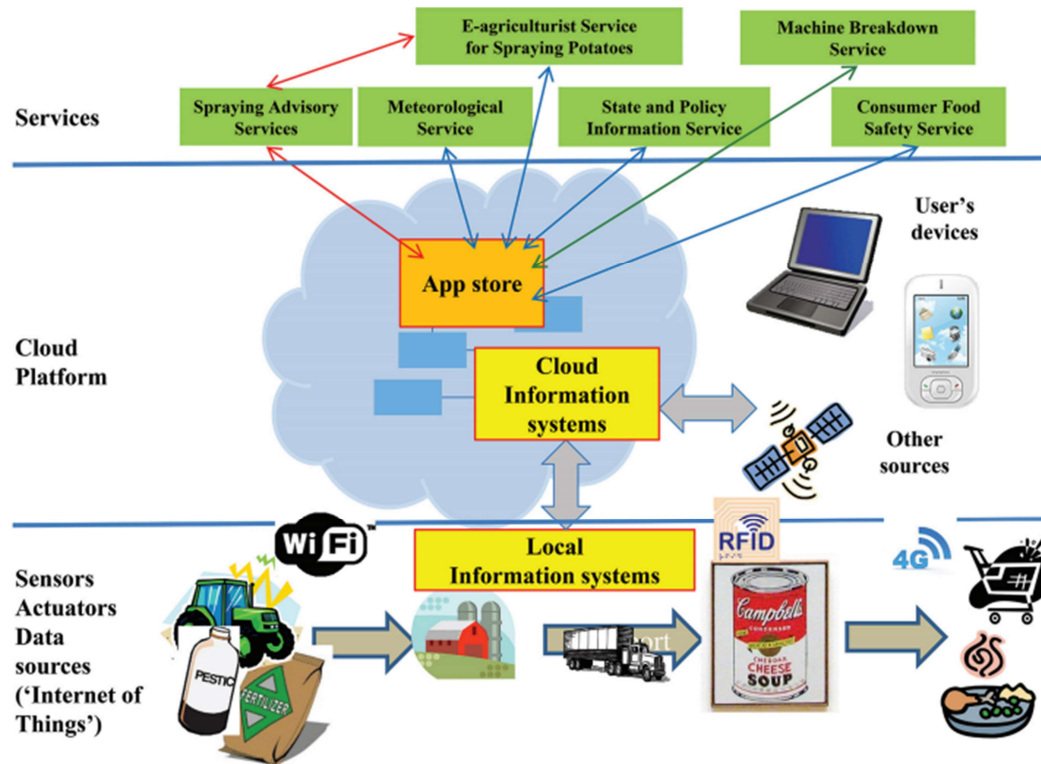 E-agriculturist Service
for Spraying Potatoes
Machine Breakdown
Service
Services
Spraying Advisory
Services
Meteorological
Service
State and Policy
Information Service
Consumer Food
Safety Service
User's
devices
App store
Cloud
Platform
Cloud
Information
systems
Other
sources
Wi Fi
TM
RFID
4G
Local
Information systems
Sensors
Actuators
Data
sources
('Internet of
Things')
PESTIC
FERTILIZER
port
Campbell's
CONDENSED
CHEDDAR
CHEESE
SOUP